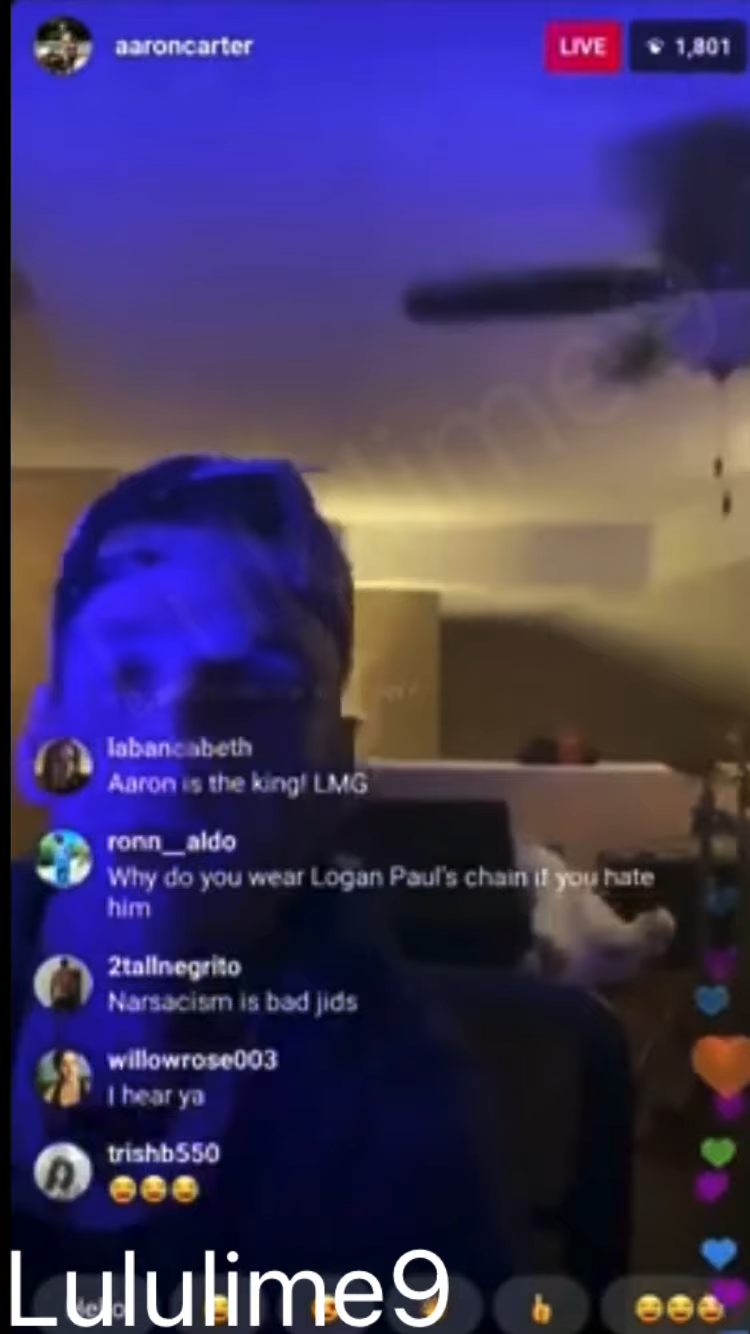 aaroncarter
LIVE
1,801
labancabeth
Aaron is the king! LMG
ronn__aldo
Why do you wear Logan Paul's chain if you hate
him
2tallnegrito
Narsacism is bad jids
willowrose003
I hear ya
trishb550
😂😂😂
Lululime9
😂😂😂